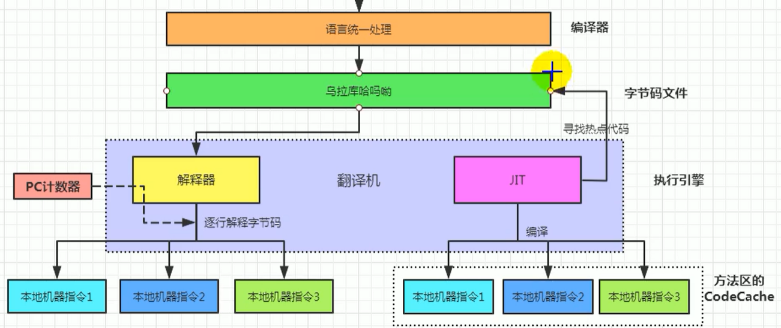 语言统一处理
编译器
乌拉库哈吗呦
字节码文件
寻找热点代码
解释器
翻译机
JIT
执行引擎
PC计数器
逐行解释字节码
编译
本地机器指令1
本地机器指令2
本地机器指令3
本地机器指令1
本地机器指令2
本地机器指令3
方法区的
CodeCache